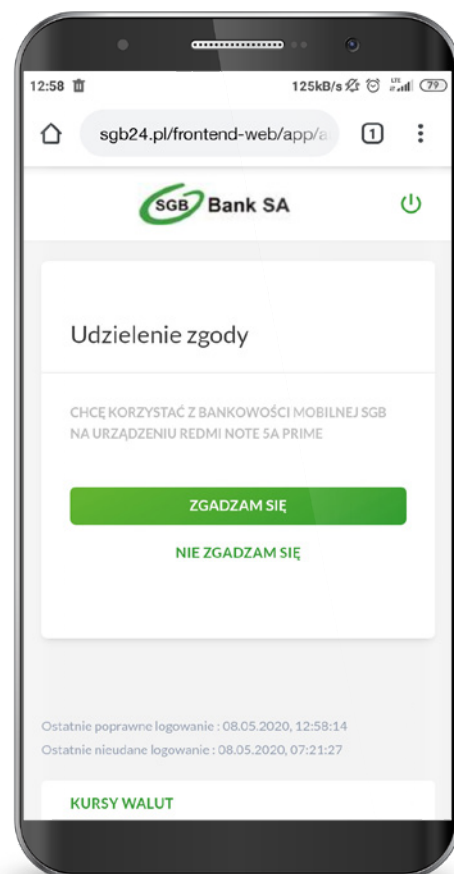 12:58 125kB/s LTE 79
sgb24.pl/frontend-web/app/a
1
SGB Bank SA
Udzielenie zgody
CHCĘ KORZYSTAĆ Z BANKOWOŚCI MOBILNEJ SGB
NA URZĄDZENIU REDMI NOTE 5A PRIME
ZGADZAM SIĘ
NIE ZGADZAM SIĘ
Ostatnie poprawne logowanie : 08.05.2020, 12:58:14
Ostatnie nieudane logowanie : 08.05.2020, 07:21:27
KURSY WALUT